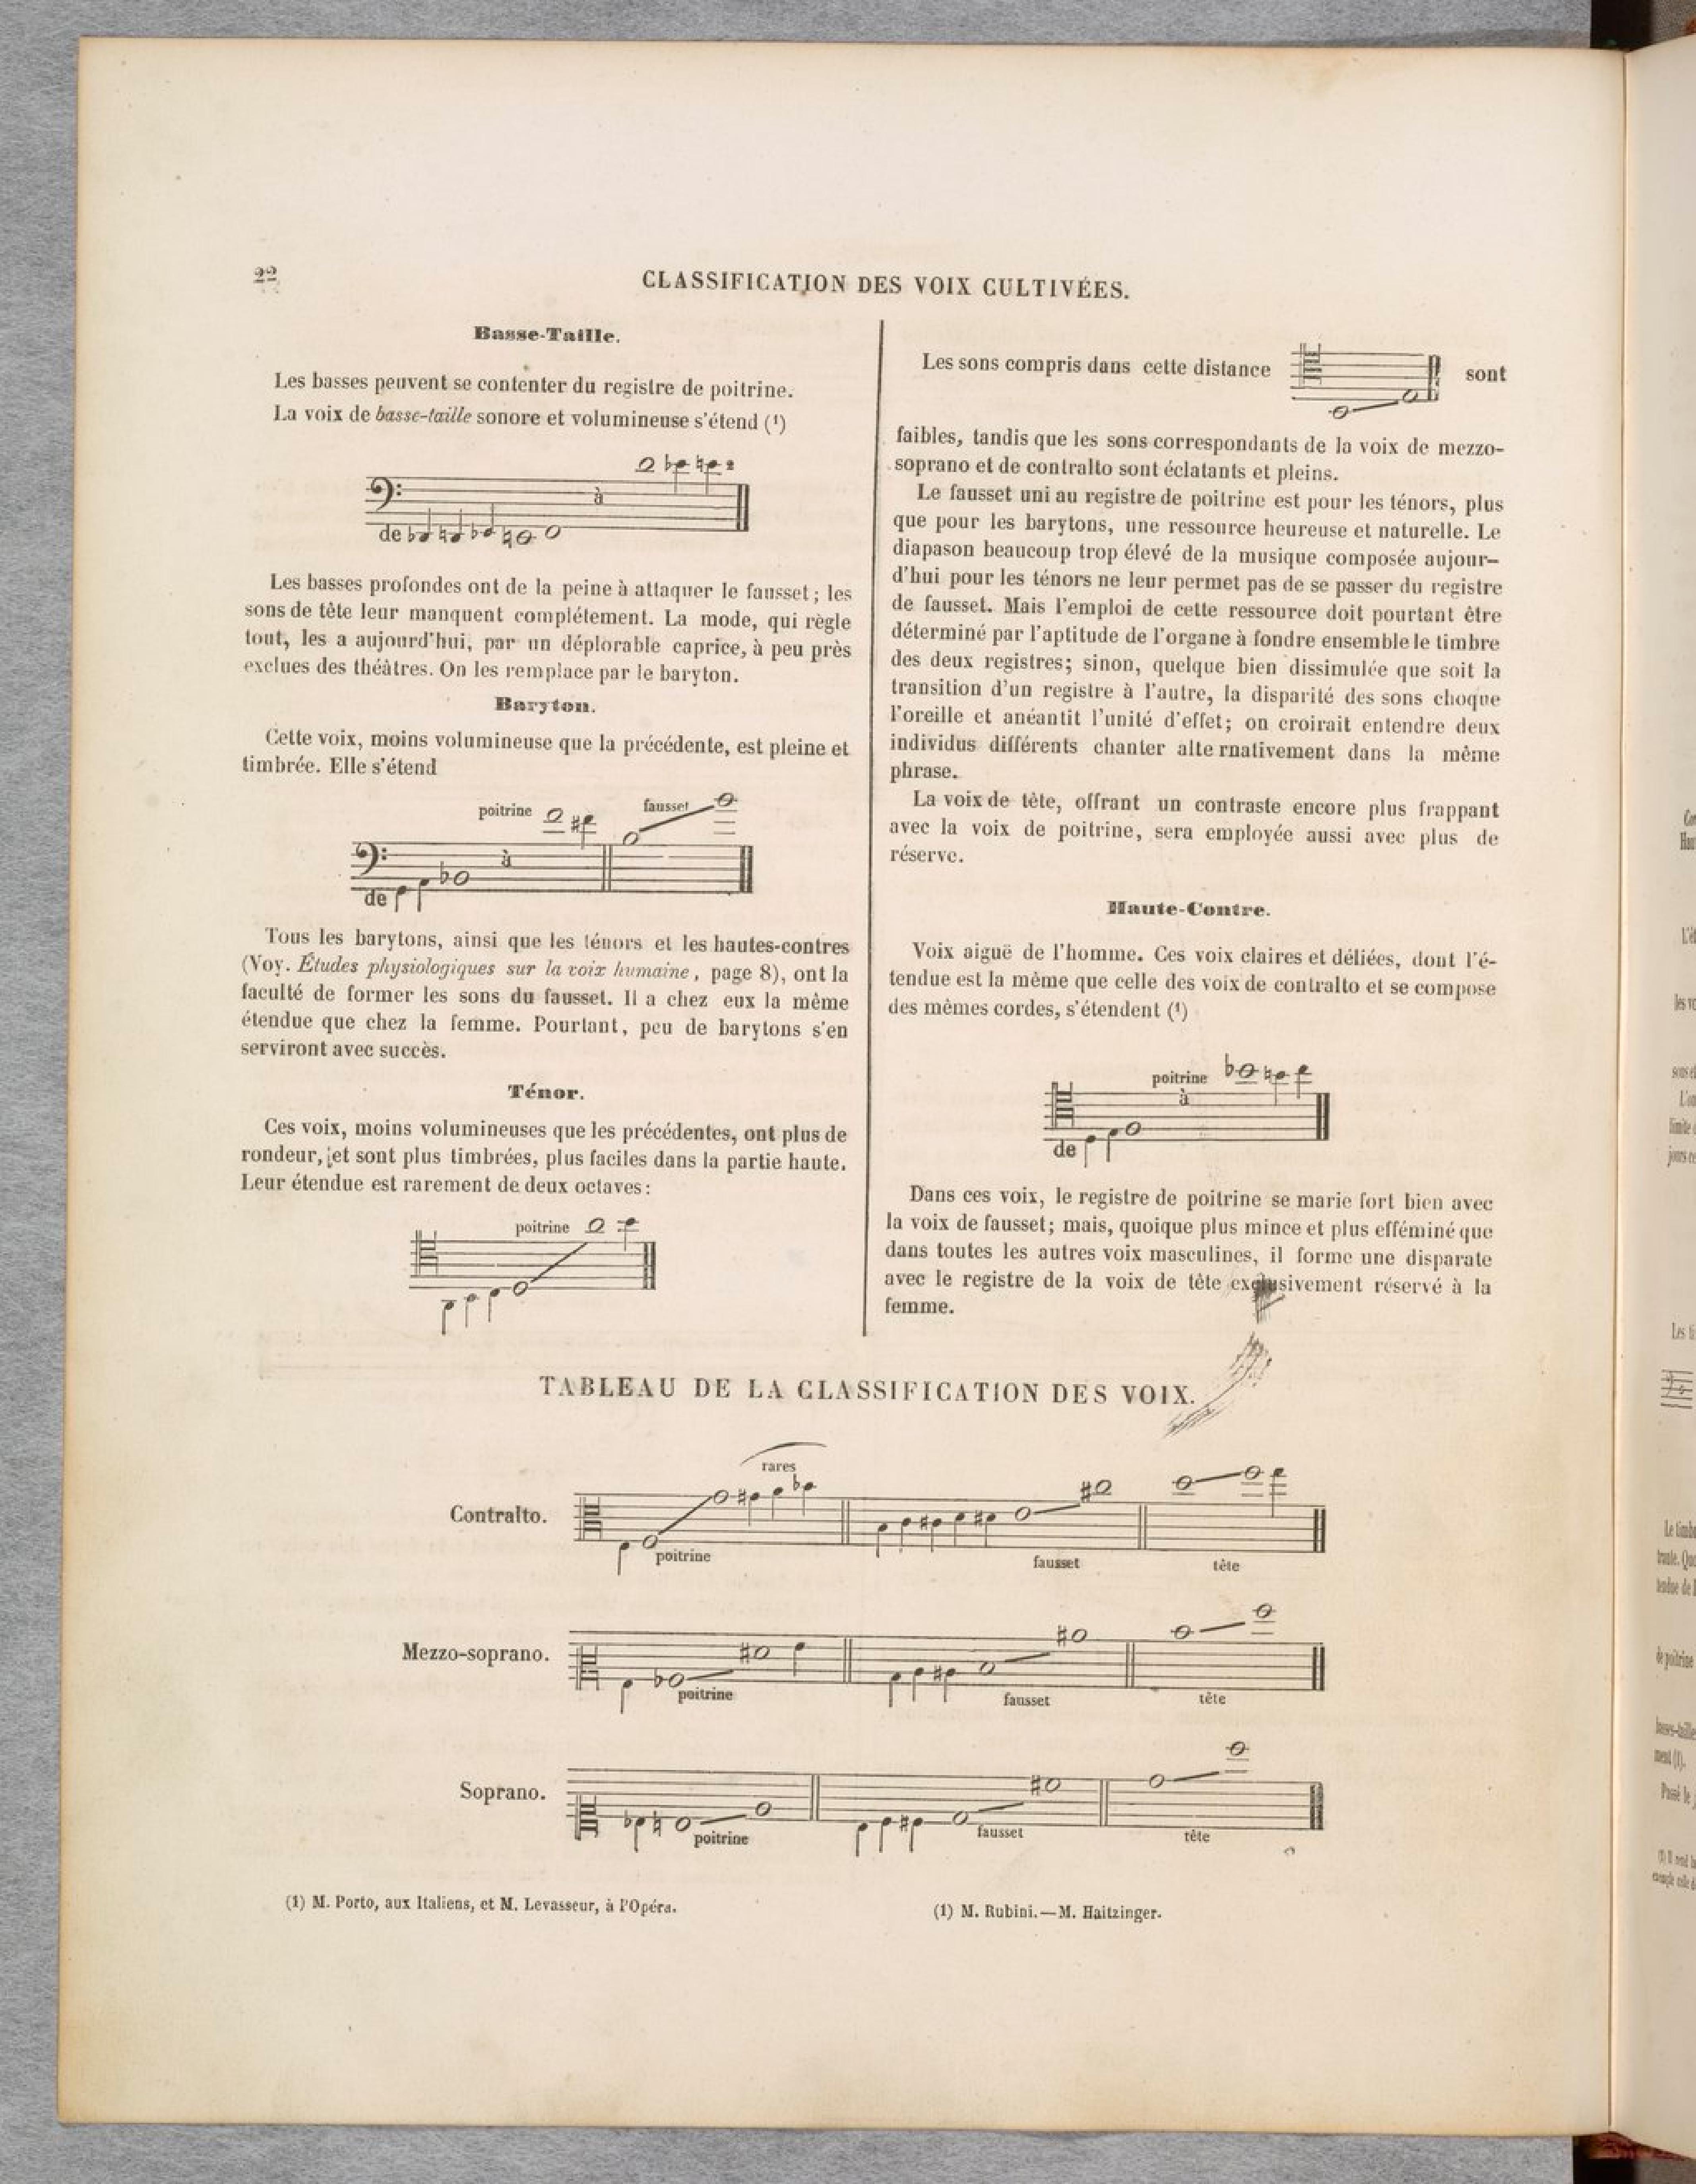 22
CLASSIFICATION DES VOIX CULTIVÉES.
Basse-Taille.
Les basses peuvent se contenter du registre de poitrine.
La voix de basse-taille sonore et volumineuse s'étend (1)
à
de
Les basses profondes ont de la peine à attaquer le fausset; les
sons de tête leur manquent complétement. La mode, qui règle
tout, les a aujourd'hui, par un déplorable caprice, à peu près
exclues des théâtres. On les remplace par le baryton.
Baryton.
Cette voix, moins volumineuse que la précédente, est pleine et
timbrée. Elle s'étend
poitrine fausset
à
de
Tous les barytons, ainsi que les ténors et les hautes-contres
(Voy. Études physiologiques sur la voix humaine, page 8), ont la
faculté de former les sons du fausset. Il a chez eux la même
étendue que chez la femme. Pourtant, peu de barytons s'en
serviront avec succès.
Ténor.
Ces voix, moins volumineuses que les précédentes, ont plus de
rondeur, et sont plus timbrées, plus faciles dans la partie haute.
Leur étendue est rarement de deux octaves:
poitrine
Les sons compris dans cette distance sont
faibles, tandis que les sons correspondants de la voix de mezzo-
soprano et de contralto sont éclatants et pleins.
Le fausset uni au registre de poitrine est pour les ténors, plus
que pour les barytons, une ressource heureuse et naturelle. Le
diapason beaucoup trop élevé de la musique composée aujour-
d'hui pour les ténors ne leur permet pas de se passer du registre
de fausset. Mais l'emploi de cette ressource doit pourtant être
déterminé par l'aptitude de l'organe à fondre ensemble le timbre
des deux registres; sinon, quelque bien dissimulée que soit la
transition d'un registre à l'autre, la disparité des sons choque
l'oreille et anéantit l'unité d'effet; on croirait entendre deux
individus différents chanter alte rnativement dans la même
phrase.
La voix de tête, offrant un contraste encore plus frappant
avec la voix de poitrine, sera employée aussi avec plus de
réserve.
Haute-Contre.
Voix aiguë de l'homme. Ces voix claires et déliées, dont l'é-
tendue est la même que celle des voix de contralto et se compose
des mêmes cordes, s'étendent (1)
poitrine
à
de
Dans ces voix, le registre de poitrine se marie fort bien avec
la voix de fausset; mais, quoique plus mince et plus efféminé que
dans toutes les autres voix masculines, il forme une disparate
avec le registre de la voix de tête exclusivement réservé à la
femme.
TABLEAU DE LA CLASSIFICATION DES VOIX.
rares
Contralto.
poitrine fausset tête
Mezzo-soprano.
poitrine fausset tête
Soprano.
poitrine fausset tête
(1) M. Porto, aux Italiens, et M. Levasseur, à l'Opéra.
(1) M. Rubini.—M. Haitzinger.